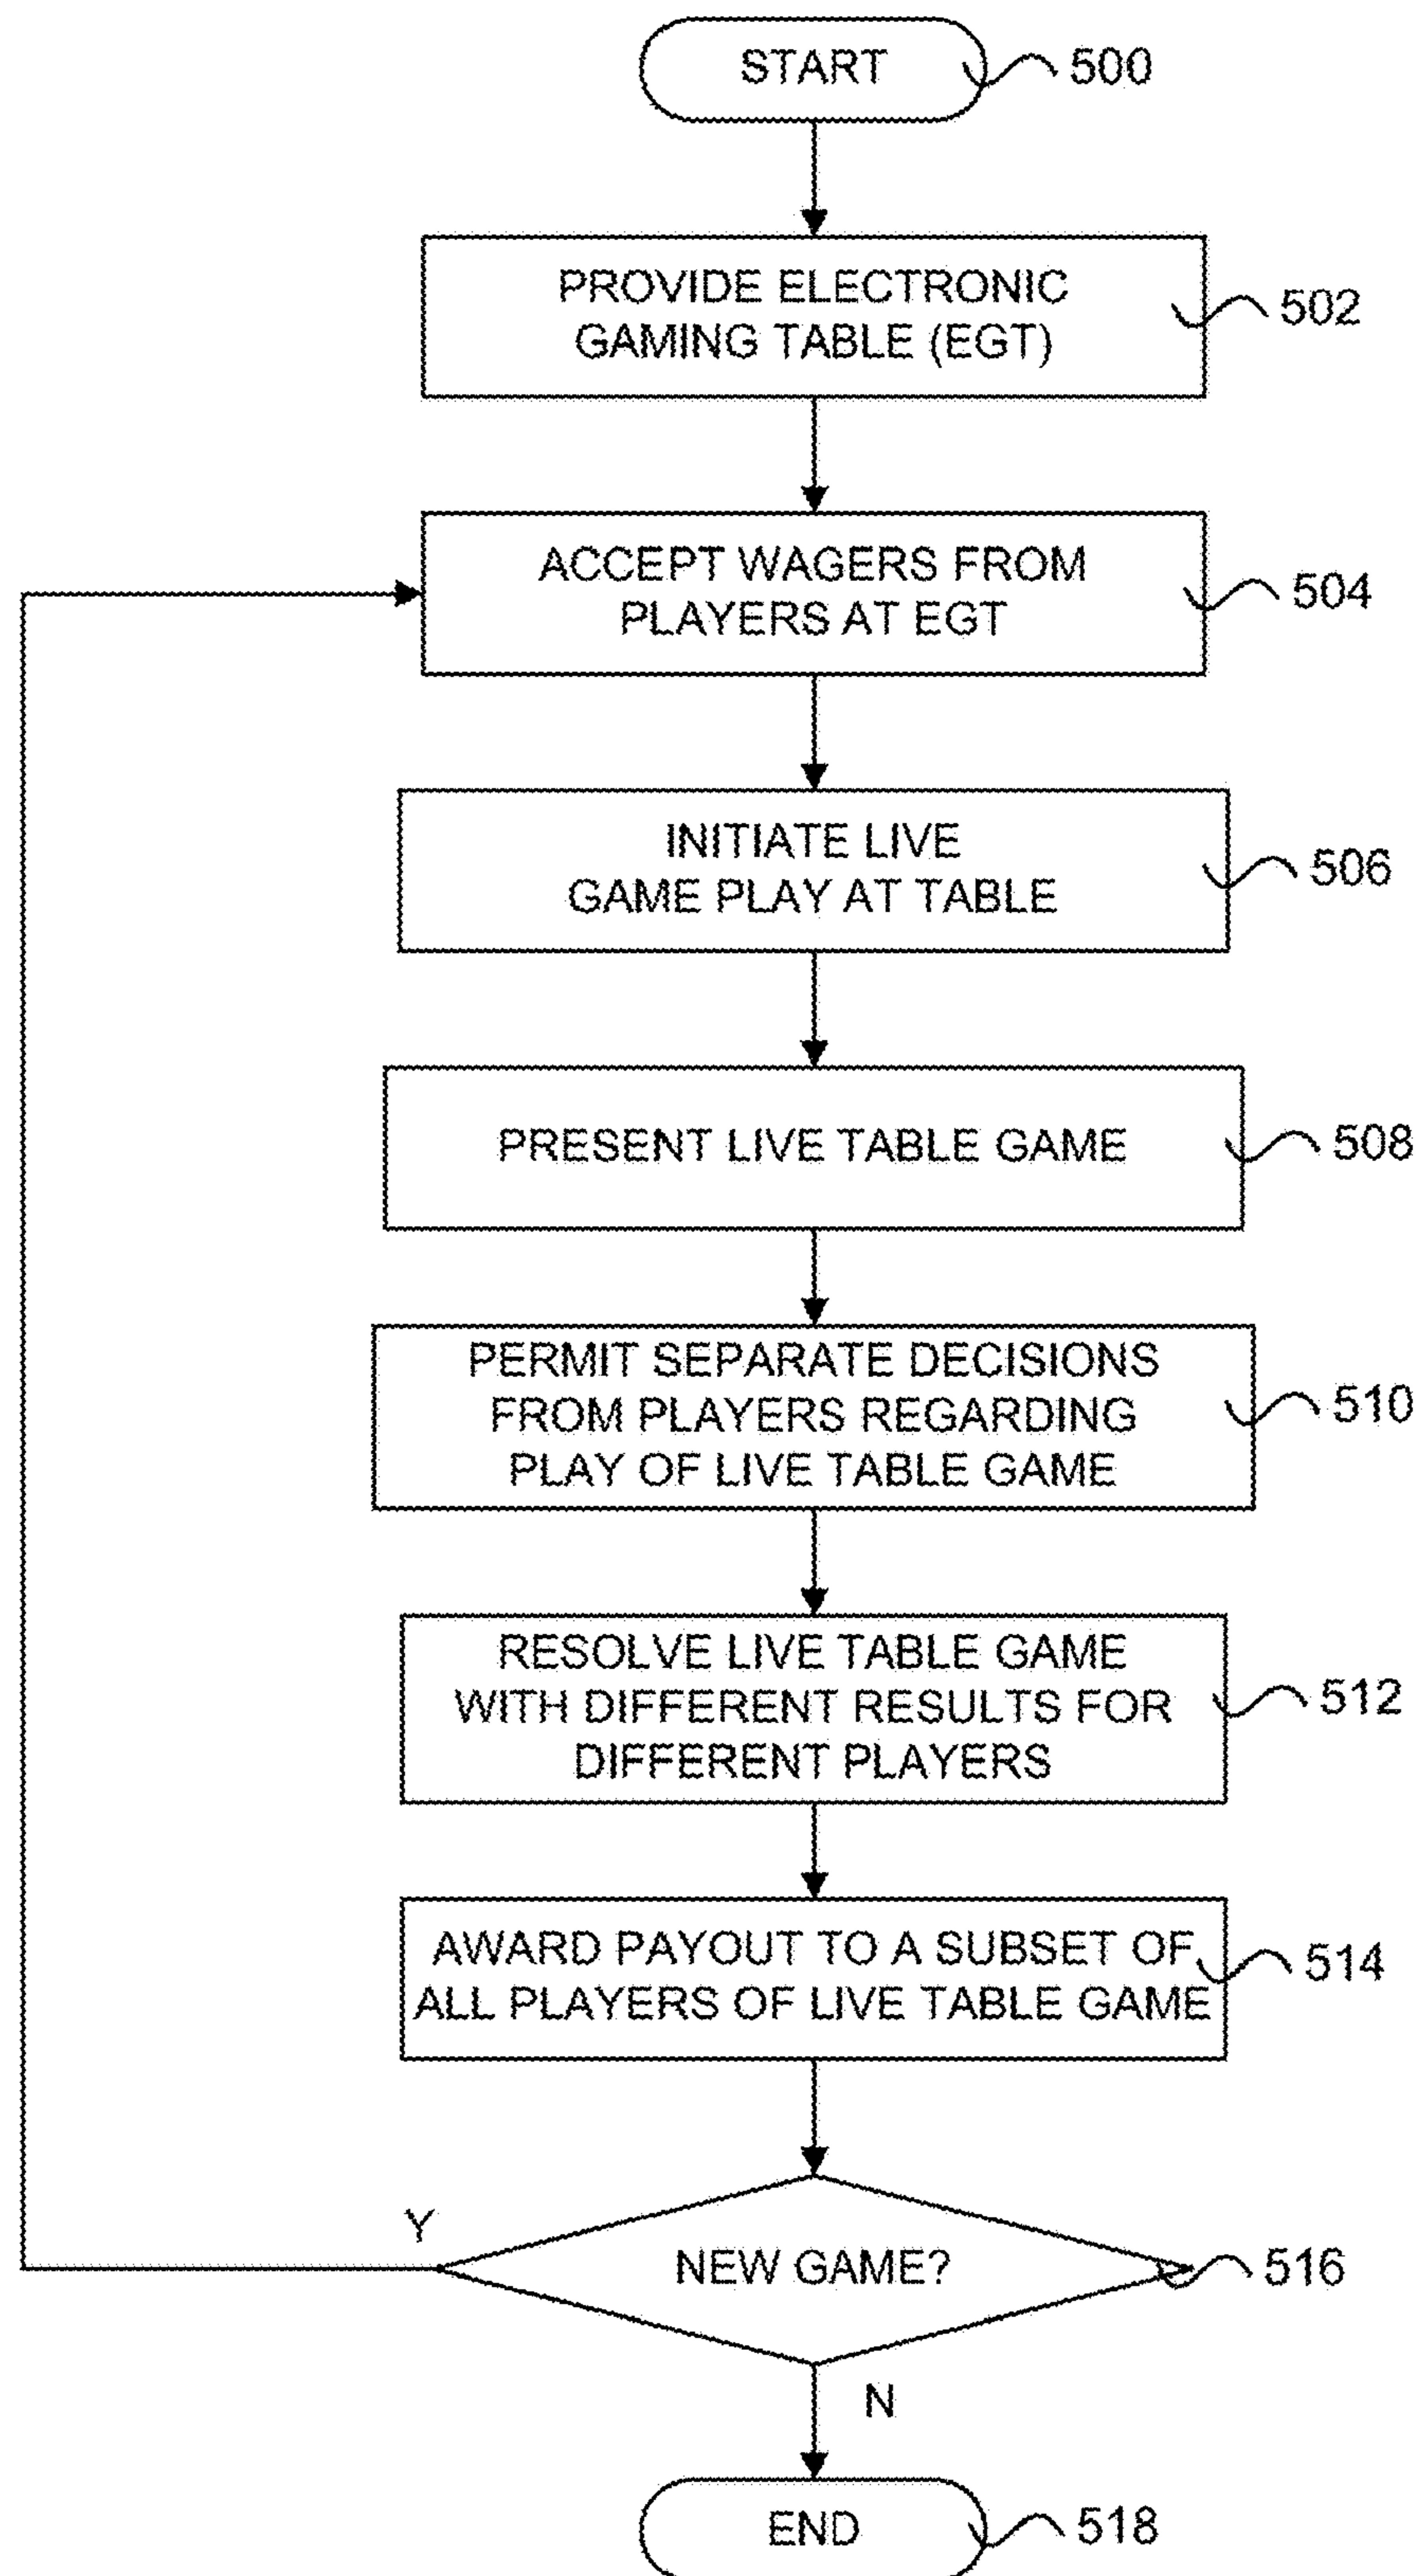 START
500
PROVIDE ELECTRONIC
GAMING TABLE (EGT)
502
ACCEPT WAGERS FROM
PLAYERS AT EGT
504
INITIATE LIVE
GAME PLAY AT TABLE
506
PRESENT LIVE TABLE GAME
508
PERMIT SEPARATE DECISIONS
FROM PLAYERS REGARDING
PLAY OF LIVE TABLE GAME
510
RESOLVE LIVE TABLE GAME
WITH DIFFERENT RESULTS FOR
DIFFERENT PLAYERS
512
AWARD PAYOUT TO A SUBSET OF
ALL PLAYERS OF LIVE TABLE GAME
514
Y
NEW GAME?
516
N
END
518